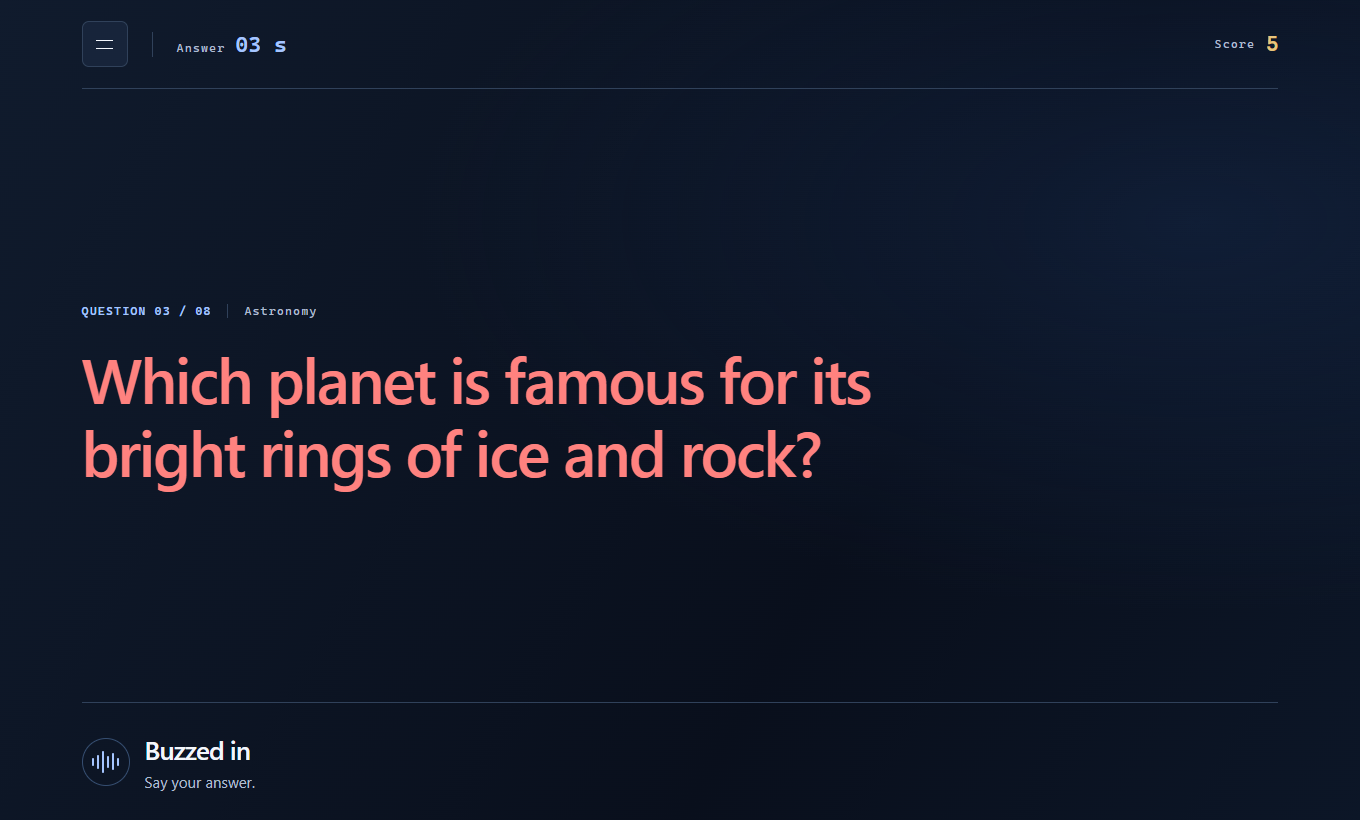 Answer 03 s
Score 5
QUESTION 03 / 08
Astronomy
Which planet is famous for its
bright rings of ice and rock?
Buzzed in
Say your answer.